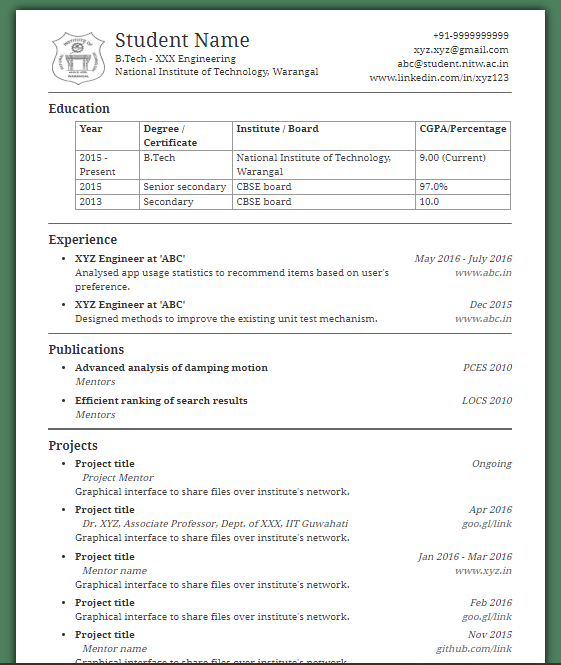 Student Name
B.Tech - XXX Engineering
National Institute of Technology, Warangal
+91-9999999999
xyz.xyz@gmail.com
abc@student.nitw.ac.in
www.linkedin.com/in/xyz123
Education
Year Degree / Certificate Institute / Board CGPA/Percentage
2015 - Present B.Tech National Institute of Technology, Warangal 9.00 (Current)
2015 Senior secondary CBSE board 97.0%
2013 Secondary CBSE board 10.0
Experience
XYZ Engineer at 'ABC' May 2016 - July 2016
Analysed app usage statistics to recommend items based on user's www.abc.in
preference.
XYZ Engineer at 'ABC' Dec 2015
Designed methods to improve the existing unit test mechanism. www.abc.in
Publications
Advanced analysis of damping motion PCES 2010
Mentors
Efficient ranking of search results LOCS 2010
Mentors
Projects
Project title Ongoing
Project Mentor
Graphical interface to share files over institute's network.
Project title Apr 2016
Dr. XYZ, Associate Professor, Dept. of XXX, IIT Guwahati goo.gl/link
Graphical interface to share files over institute's network.
Project title Jan 2016 - Mar 2016
Mentor name www.xyz.in
Graphical interface to share files over institute's network.
Project title Feb 2016
Graphical interface to share files over institute's network. goo.gl/link
Project title Nov 2015
Mentor name github.com/link
Graphical interface to share files over institute's network.